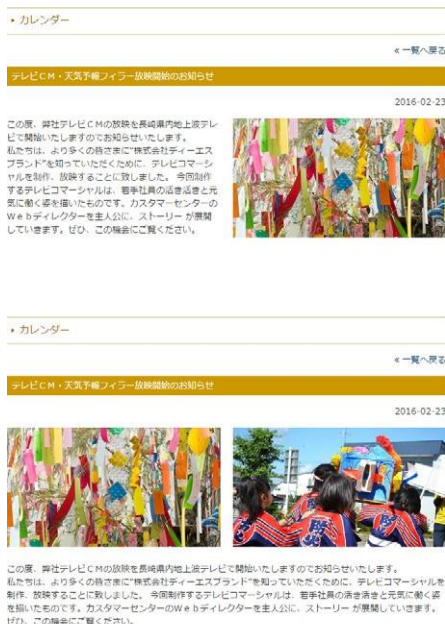 カレンダー
« 一覧へ戻る
テレビCM・天気予報フィラー放映開始のお知らせ
2016-02-23
この度、弊社テレビCMの放映を長崎県内地上波テレ
ビで開始いたしますのでお知らせいたします。
私たちは、より多くの皆さまに"株式会社ディーエス
ブランド"を知っていただくために、テレビコマーシ
ャルを制作、放映することに致しました。 今回制作
するテレビコマーシャルは、若手社員の活き活きと元
気に働く姿を描いたものです。カスタマーセンターの
Webディレクターを主人公に、ストーリー が展開
していきます。ぜひ、この機会にご覧ください。
カレンダー
« 一覧へ戻る
テレビCM・天気予報フィラー放映開始のお知らせ
2016-02-23
この度、弊社テレビCMの放映を長崎県内地上波テレビで開始いたしますのでお知らせいたします。
私たちは、より多くの皆さまに"株式会社ディーエスブランド"を知っていただくために、テレビコマーシャルを
制作、放映することに致しました。 今回制作するテレビコマーシャルは、若手社員の活き活きと元気に働く姿
を描いたものです。カスタマーセンターのWebディレクターを主人公に、ストーリー が展開していきます。
ぜひ、この機会にご覧ください。